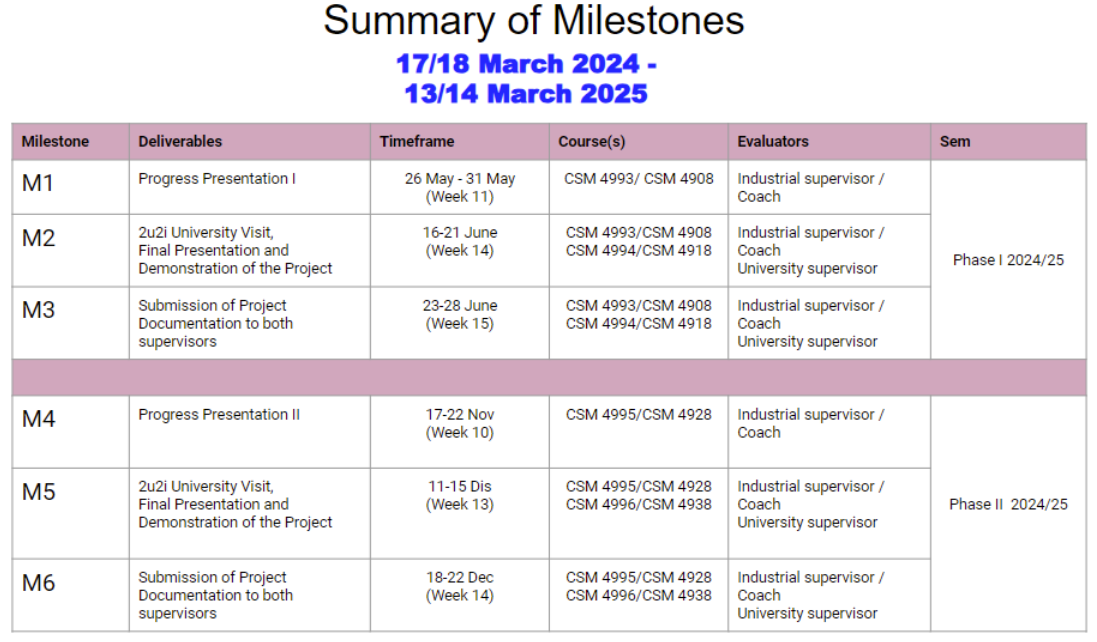 Summary of Milestones
17/18 March 2024 -
13/14 March 2025
Milestone Deliverables Timeframe Course(s) Evaluators Sem
M1 Progress Presentation I 26 May - 31 May CSM 4993/ CSM 4908 Industrial supervisor /
(Week 11) Coach
M2 2u2i University Visit, 16-21 June CSM 4993/CSM 4908 Industrial supervisor /
Final Presentation and (Week 14) CSM 4994/CSM 4918 Coach
Demonstration of the Project University supervisor
Phase I 2024/25
M3 Submission of Project 23-28 June CSM 4993/CSM 4908 Industrial supervisor /
Documentation to both (Week 15) CSM 4994/CSM 4918 Coach
supervisors University supervisor
M4 Progress Presentation II 17-22 Nov CSM 4995/CSM 4928 Industrial supervisor /
(Week 10) Coach
M5 2u2i University Visit, 11-15 Dis CSM 4995/CSM 4928 Industrial supervisor /
Final Presentation and (Week 13) CSM 4996/CSM 4938 Coach Phase II 2024/25
Demonstration of the Project University supervisor
M6 Submission of Project 18-22 Dec CSM 4995/CSM 4928 Industrial supervisor /
Documentation to both (Week 14) CSM 4996/CSM 4938 Coach
supervisors University supervisor